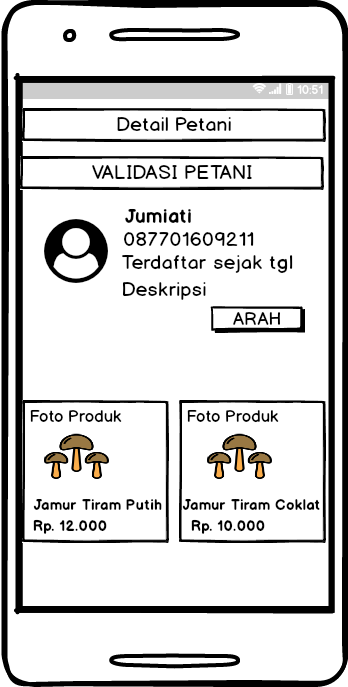 10:51
Detail Petani
VALIDASI PETANI
Jumiati
087701609211
Terdaftar sejak tgl
Deskripsi
ARAH
Foto Produk
Jamur Tiram Putih
Rp. 12.000
Foto Produk
Jamur Tiram Coklat
Rp. 10.000